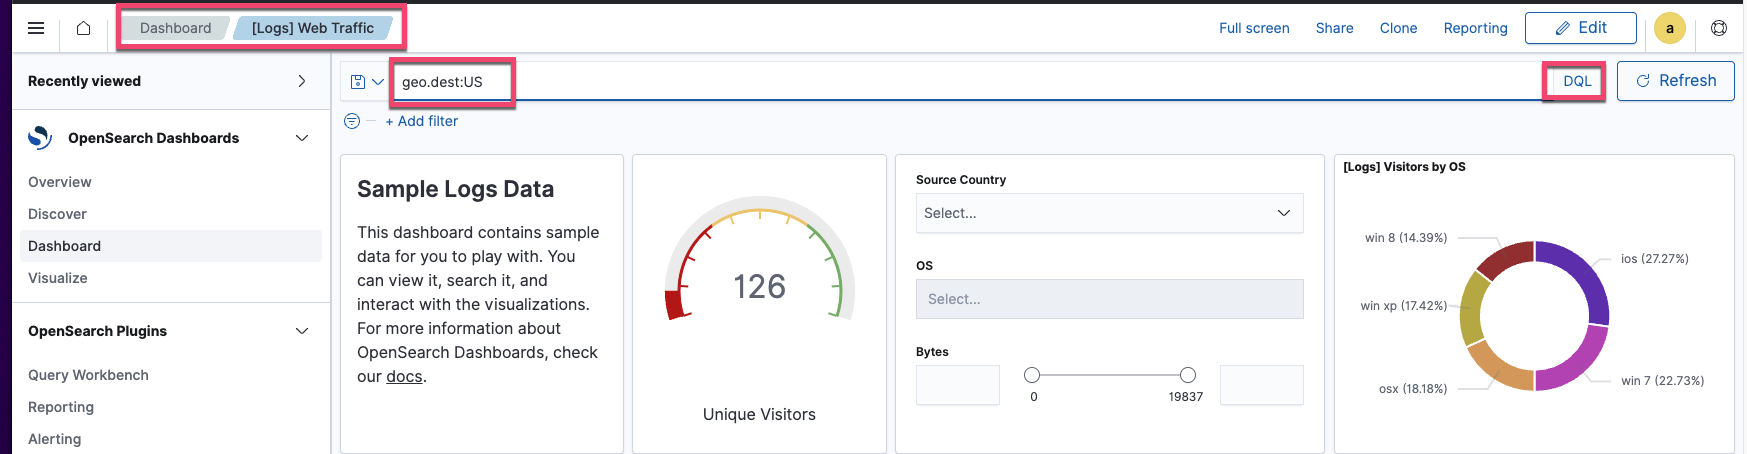 Dashboard
[Logs] Web Traffic
Full screen
Share
Clone
Reporting
Edit
a
Recently viewed
geo.dest:US
DQL
Refresh
+ Add filter
OpenSearch Dashboards
Overview
Discover
Dashboard
Visualize
OpenSearch Plugins
Query Workbench
Reporting
Alerting
Sample Logs Data
This dashboard contains sample
data for you to play with. You
can view it, search it, and
interact with the visualizations.
For more information about
OpenSearch Dashboards, check
our docs.
126
Unique Visitors
Source Country
Select...
OS
Select...
Bytes
0
19837
[Logs] Visitors by OS
win 8 (14.39%)
ios (27.27%)
win xp (17.42%)
osx (18.18%)
win 7 (22.73%)